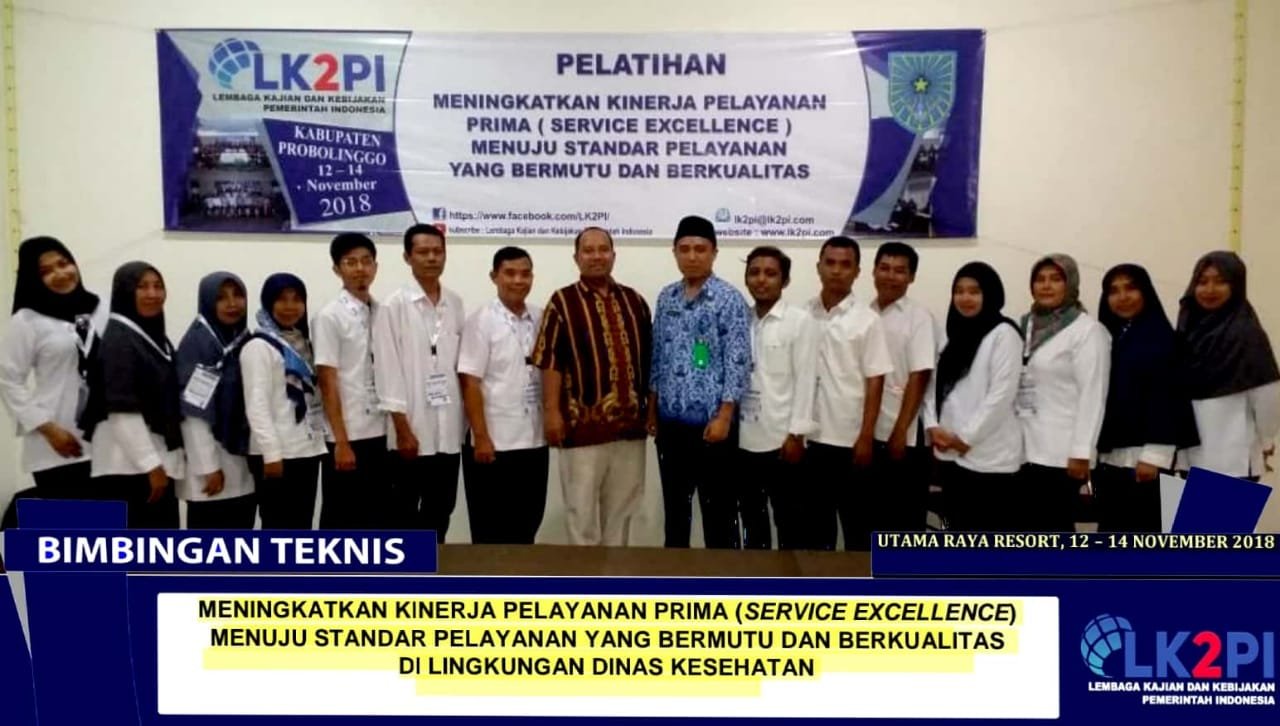 LK2PI
LEMBAGA KAJIAN DAN KEBIJAKAN
PEMERINTAH INDONESIA
KABUPATEN
PROBOLINGGO
12 – 14
November
2018
PELATIHAN
MENINGKATKAN KINERJA PELAYANAN
PRIMA ( SERVICE EXCELLENCE )
MENUJU STANDAR PELAYANAN
YANG BERMUTU DAN BERKUALITAS
https://www.facebook.com/LK2PI/
subscribe : Lembaga Kajian dan Kebijakan Pemerintah Indonesia
lk2pi@lk2pi.com
website : www.lk2pi.com
BIMBINGAN TEKNIS
UTAMA RAYA RESORT, 12 – 14 NOVEMBER 2018
MENINGKATKAN KINERJA PELAYANAN PRIMA (SERVICE EXCELLENCE)
MENUJU STANDAR PELAYANAN YANG BERMUTU DAN BERKUALITAS
DI LINGKUNGAN DINAS KESEHATAN
LK2PI
LEMBAGA KAJIAN DAN KEBIJAKAN
PEMERINTAH INDONESIA